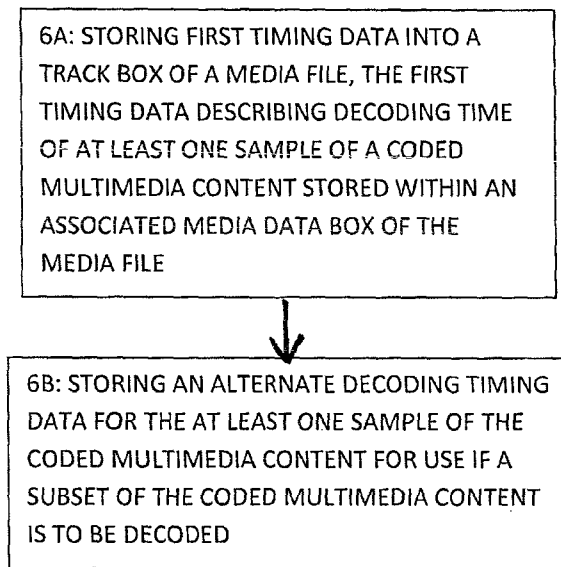 6A: STORING FIRST TIMING DATA INTO A
TRACK BOX OF A MEDIA FILE, THE FIRST
TIMING DATA DESCRIBING DECODING TIME
OF AT LEAST ONE SAMPLE OF A CODED
MULTIMEDIA CONTENT STORED WITHIN AN
ASSOCIATED MEDIA DATA BOX OF THE
MEDIA FILE
6B: STORING AN ALTERNATE DECODING TIMING
DATA FOR THE AT LEAST ONE SAMPLE OF THE
CODED MULTIMEDIA CONTENT FOR USE IF A
SUBSET OF THE CODED MULTIMEDIA CONTENT
IS TO BE DECODED